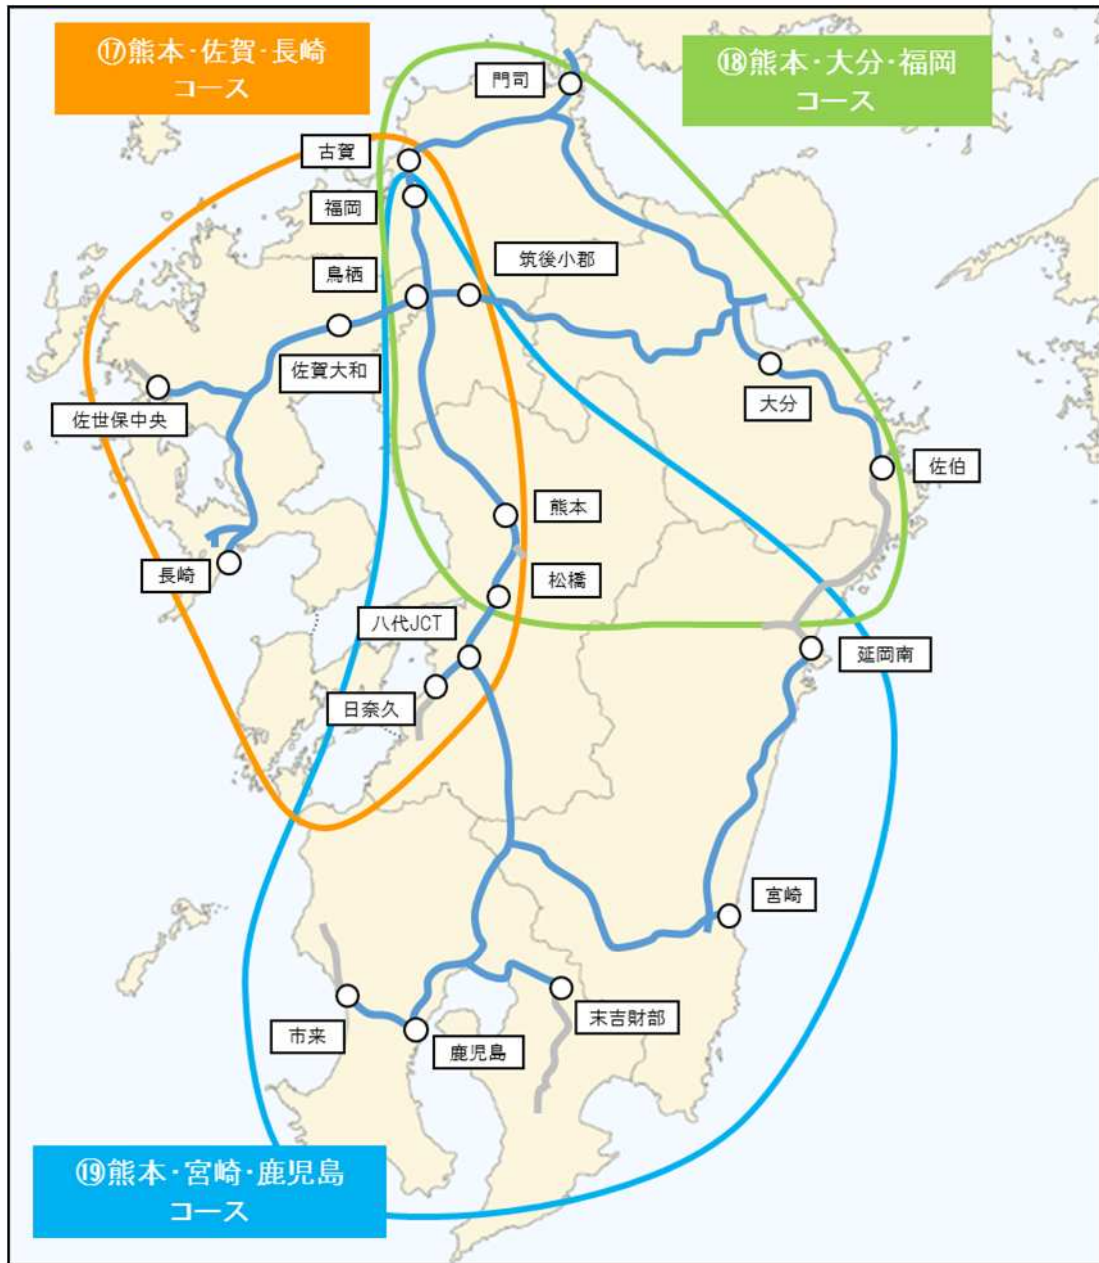 ⑰熊本・佐賀・長崎
コース
⑱熊本・大分・福岡
コース
門司
古賀
福岡
筑後小郡
鳥栖
佐賀大和
佐世保中央
大分
佐伯
熊本
長崎
松橋
八代JCT
延岡南
日奈久
宮崎
末吉財部
市来
鹿児島
⑲熊本・宮崎・鹿児島
コース